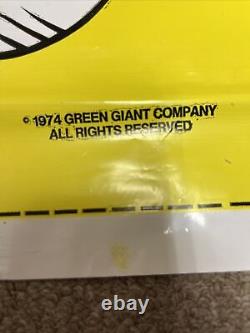 © 1974 GREEN GIANT COMPANY
ALL RIGHTS RESERVED